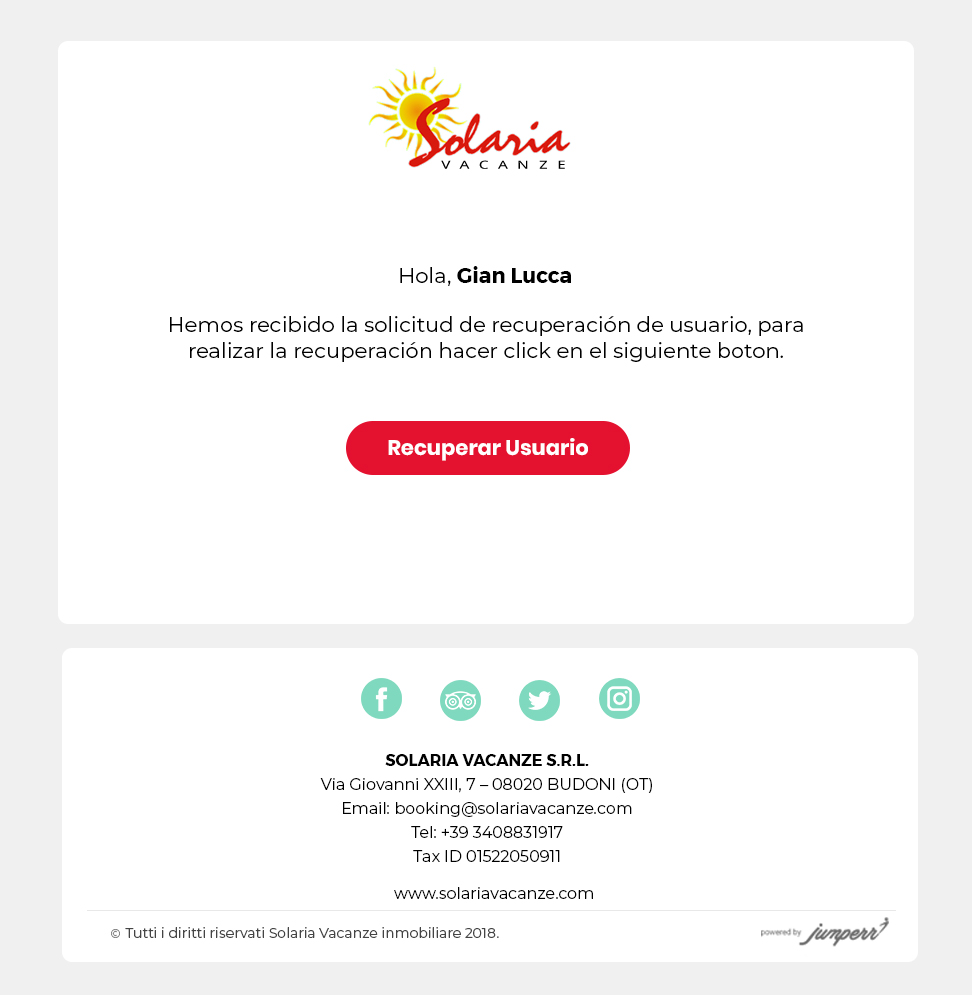 Solaria
VACANZE
Hola, Gian Lucca
Hemos recibido la solicitud de recuperación de usuario, para
realizar la recuperación hacer click en el siguiente boton.
Recuperar Usuario
SOLARIA VACANZE S.R.L.
Via Giovanni XXIII, 7 – 08020 BUDONI (OT)
Email: booking@solariavacanze.com
Tel: +39 3408831917
Tax ID 01522050911
www.solariavacanze.com
© Tutti i diritti riservati Solaria Vacanze inmobiliare 2018.
powered by jumperr